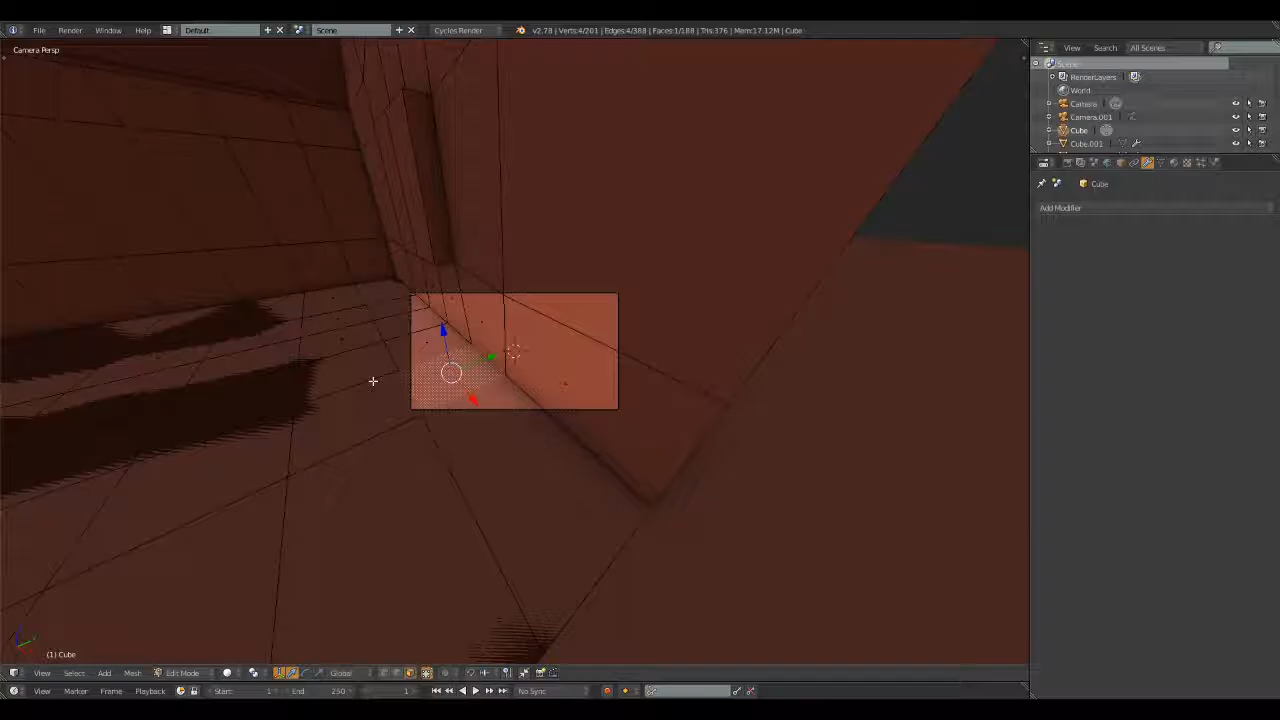 File Render Window Help Default Scene Cycles Render v2.78 | Verts:4/201 | Edges:4/388 | Faces:1/188 | Tris:376 | Mem:17.12M | Cube
Camera Persp
View Search All Scenes
Scene
RenderLayers
World
Camera
Camera.001
Cube
Cube.001
Cube
Add Modifier
(1) Cube
View Select Add Mesh Edit Mode Global
View Marker Frame Playback Start: 1 End 250 1 No Sync